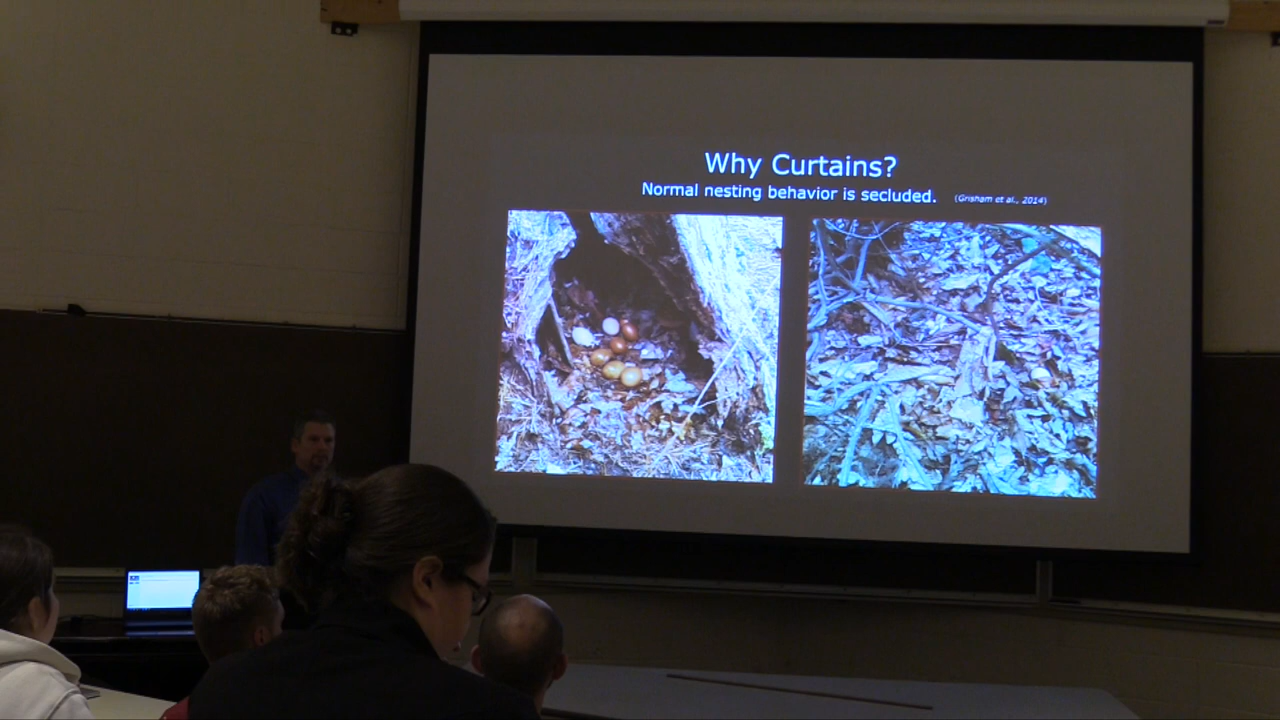 Why Curtains?
Normal nesting behavior is secluded. (Grisham et al., 2014)